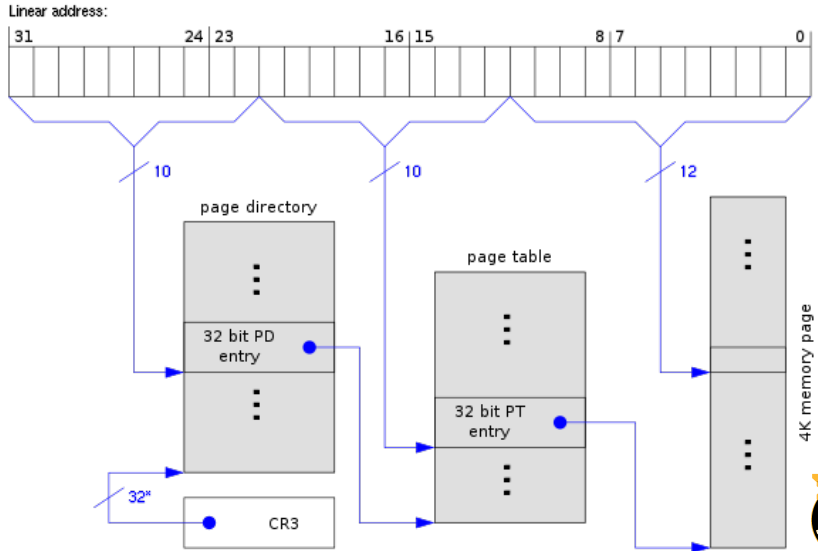 Linear address:
31 24 23 16 15 8 7 0
10 10 12
page directory
page table
32 bit PD
entry
4K memory page
32 bit PT
entry
32*
CR3